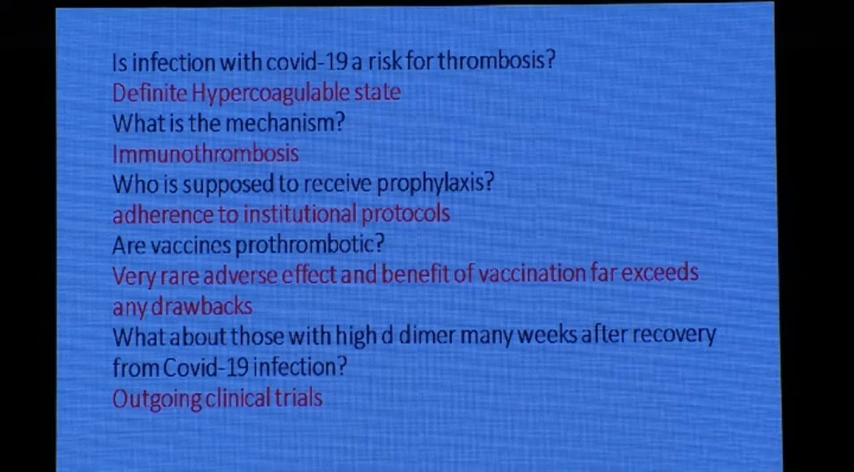 Is infection with covid-19 a risk for thrombosis?
Definite Hypercoagulable state
What is the mechanism?
Immunothrombosis
Who is supposed to receive prophylaxis?
adherence to institutional protocols
Are vaccines prothrombotic?
Very rare adverse effect and benefit of vaccination far exceeds
any drawbacks
What about those with high d dimer many weeks after recovery
from Covid-19 infection?
Outgoing clinical trials